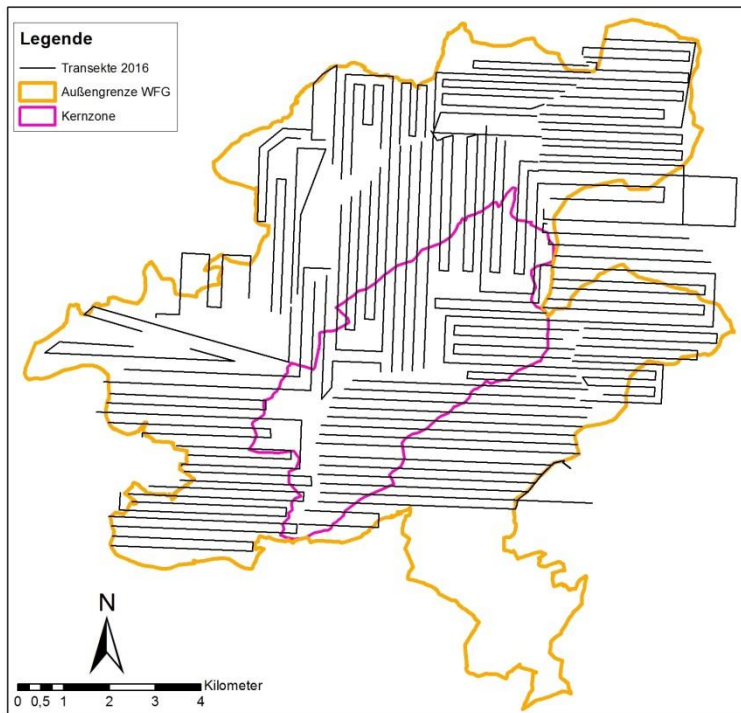 Legende
Transekte 2016
Außengrenze WFG
Kernzone
N
0 0,5 1 2 3 4 Kilometer